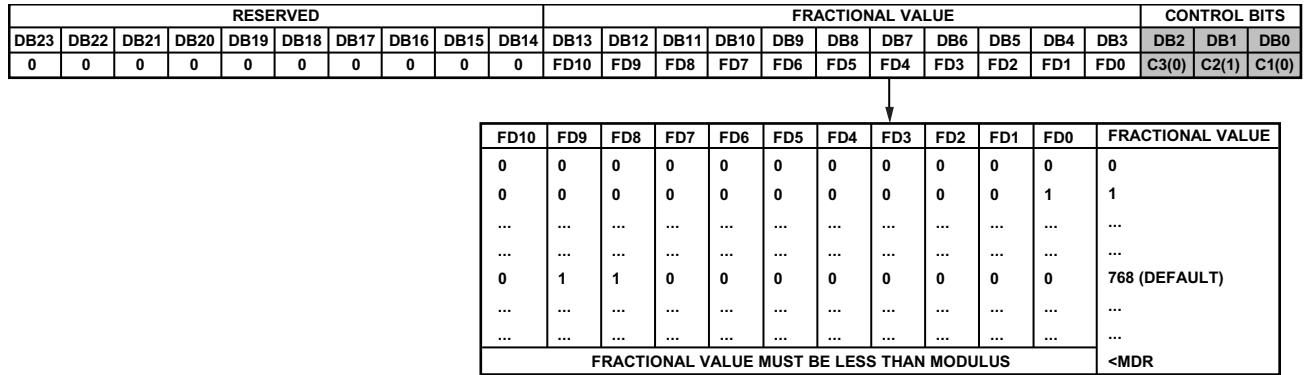 RESERVED FRACTIONAL VALUE CONTROL BITS
DB23 DB22 DB21 DB20 DB19 DB18 DB17 DB16 DB15 DB14 DB13 DB12 DB11 DB10 DB9 DB8 DB7 DB6 DB5 DB4 DB3 DB2 DB1 DB0
0 0 0 0 0 0 0 0 0 0 FD10 FD9 FD8 FD7 FD6 FD5 FD4 FD3 FD2 FD1 FD0 C3(0) C2(1) C1(0)
FD10 FD9 FD8 FD7 FD6 FD5 FD4 FD3 FD2 FD1 FD0 FRACTIONAL VALUE
0 0 0 0 0 0 0 0 0 0 0 0
0 0 0 0 0 0 0 0 0 0 1 1
... ... ... ... ... ... ... ... ... ... ... ...
... ... ... ... ... ... ... ... ... ... ... ...
0 1 1 0 0 0 0 0 0 0 0 768 (DEFAULT)
... ... ... ... ... ... ... ... ... ... ... ...
... ... ... ... ... ... ... ... ... ... ... ...
FRACTIONAL VALUE MUST BE LESS THAN MODULUS <MDR